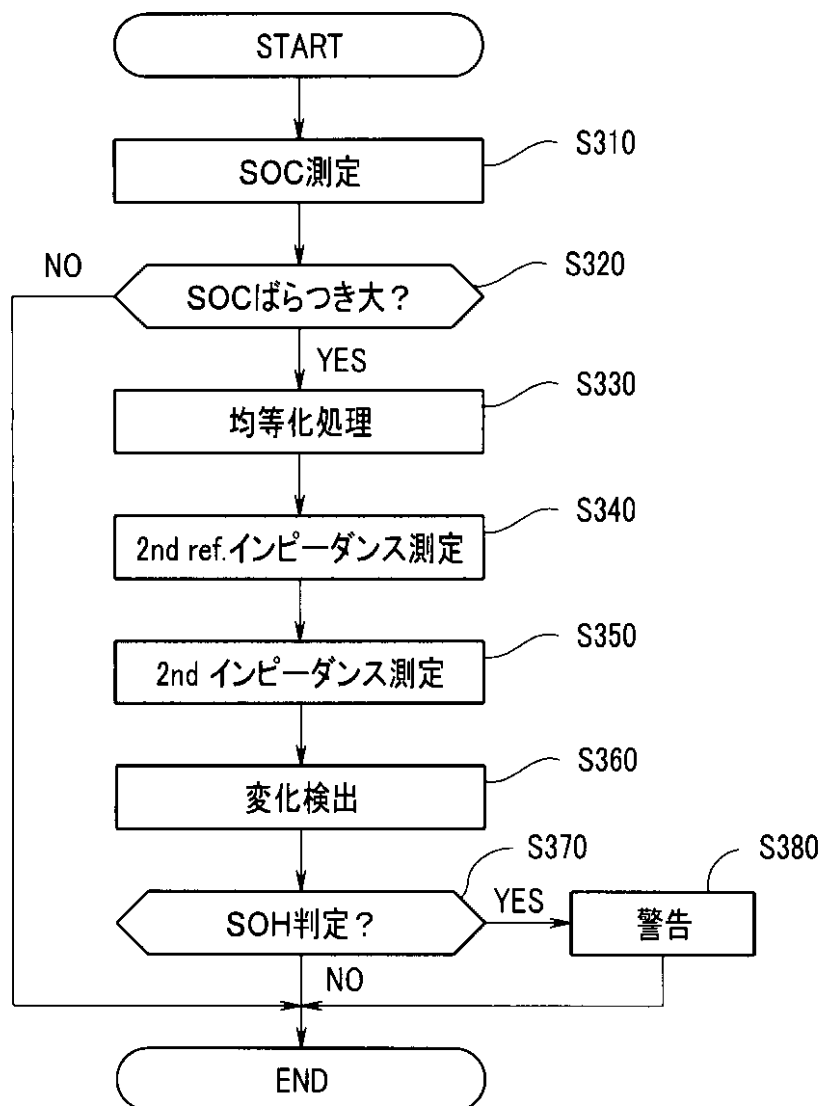 START
SOC測定
S310
NO
SOCばらつき大？
S320
YES
均等化処理
S330
2nd ref.インピーダンス測定
S340
2nd インピーダンス測定
S350
変化検出
S360
SOH判定？
S370
YES
警告
S380
NO
END